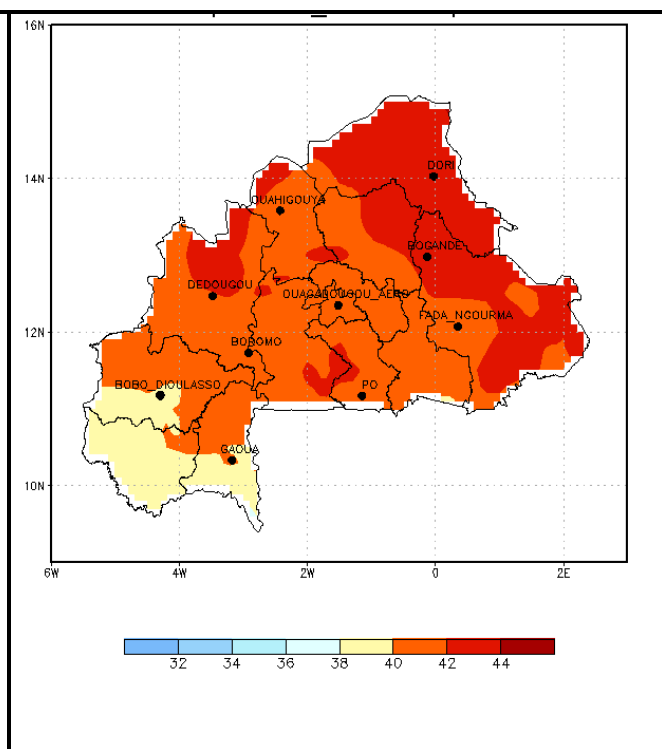 16N
14N
12N
10N
DORI
OUAHIGOUYA
BOGANDE
DEDOUGOU
OUAGADOUGOU_AERO
FADA_NGOURMA
BOROMO
BOBO_DIOULASSO
PO
GAOUA
6W 4W 2W 0 2E
32 34 36 38 40 42 44